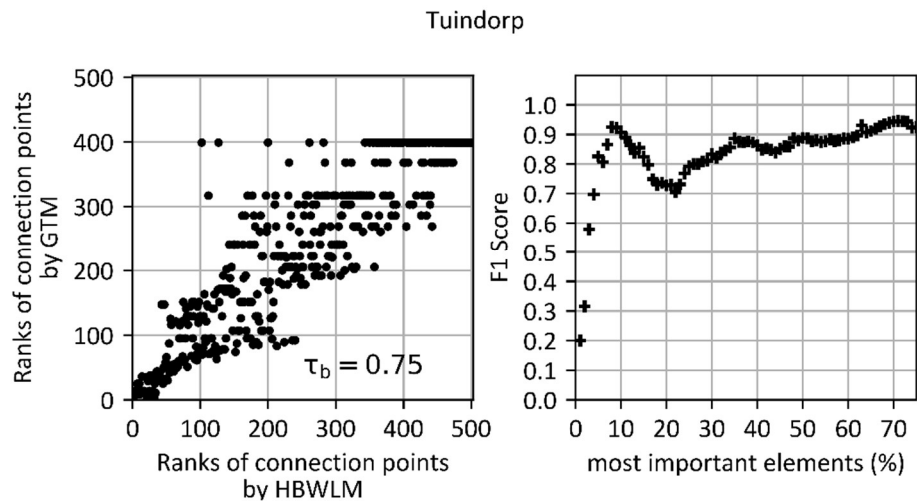 Tuindorp
Ranks of connection points
by GTM
500
400
300
200
100
0
τb = 0.75
0 100 200 300 400 500
Ranks of connection points
by HBWLM
F1 Score
1.0
0.9
0.8
0.7
0.6
0.5
0.4
0.3
0.2
0.1
0.0
0 10 20 30 40 50 60 70
most important elements (%)